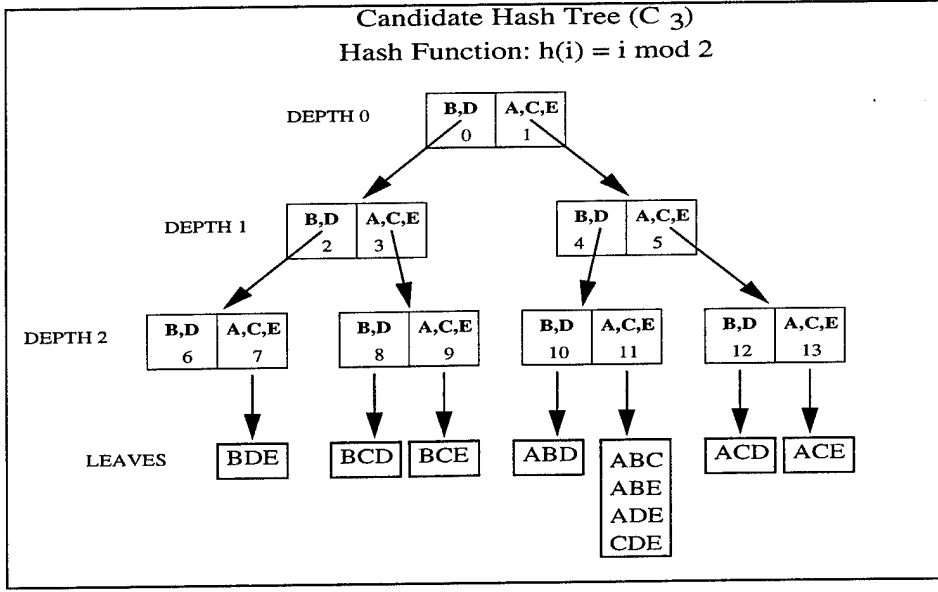 Candidate Hash Tree (C 3)
Hash Function: h(i) = i mod 2
DEPTH 0
B,D A,C,E
0 1
DEPTH 1
B,D A,C,E B,D A,C,E
2 3 4 5
DEPTH 2
B,D A,C,E B,D A,C,E B,D A,C,E B,D A,C,E
6 7 8 9 10 11 12 13
LEAVES
BDE BCD BCE ABD ABC ACD ACE
ABE
ADE
CDE